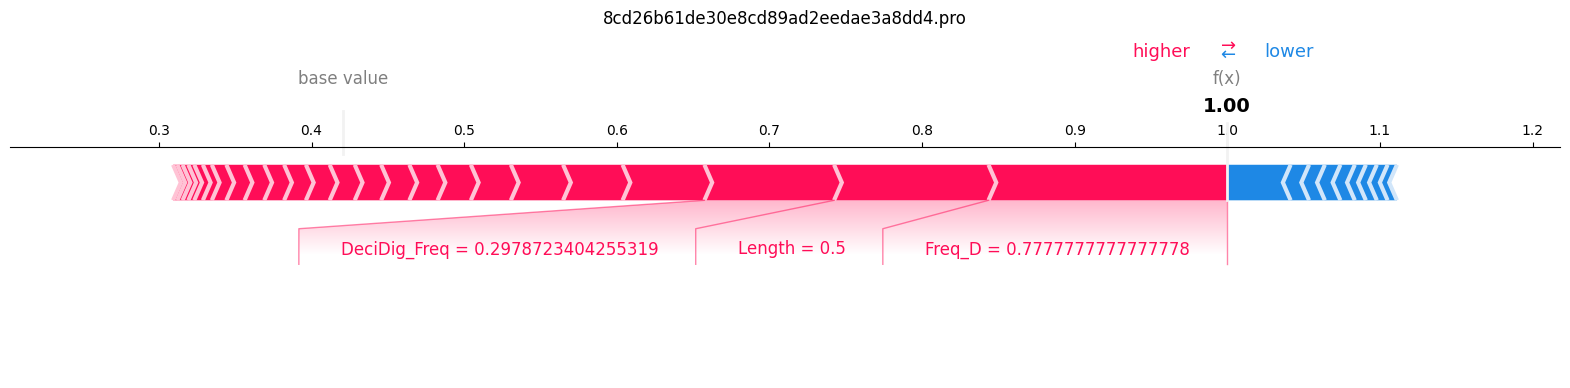 8cd26b61de30e8cd89ad2eedae3a8dd4.pro
higher ⇄ lower
base value f(x)
1.00
0.3 0.4 0.5 0.6 0.7 0.8 0.9 1.0 1.1 1.2
DeciDig_Freq = 0.2978723404255319 Length = 0.5 Freq_D = 0.7777777777777778